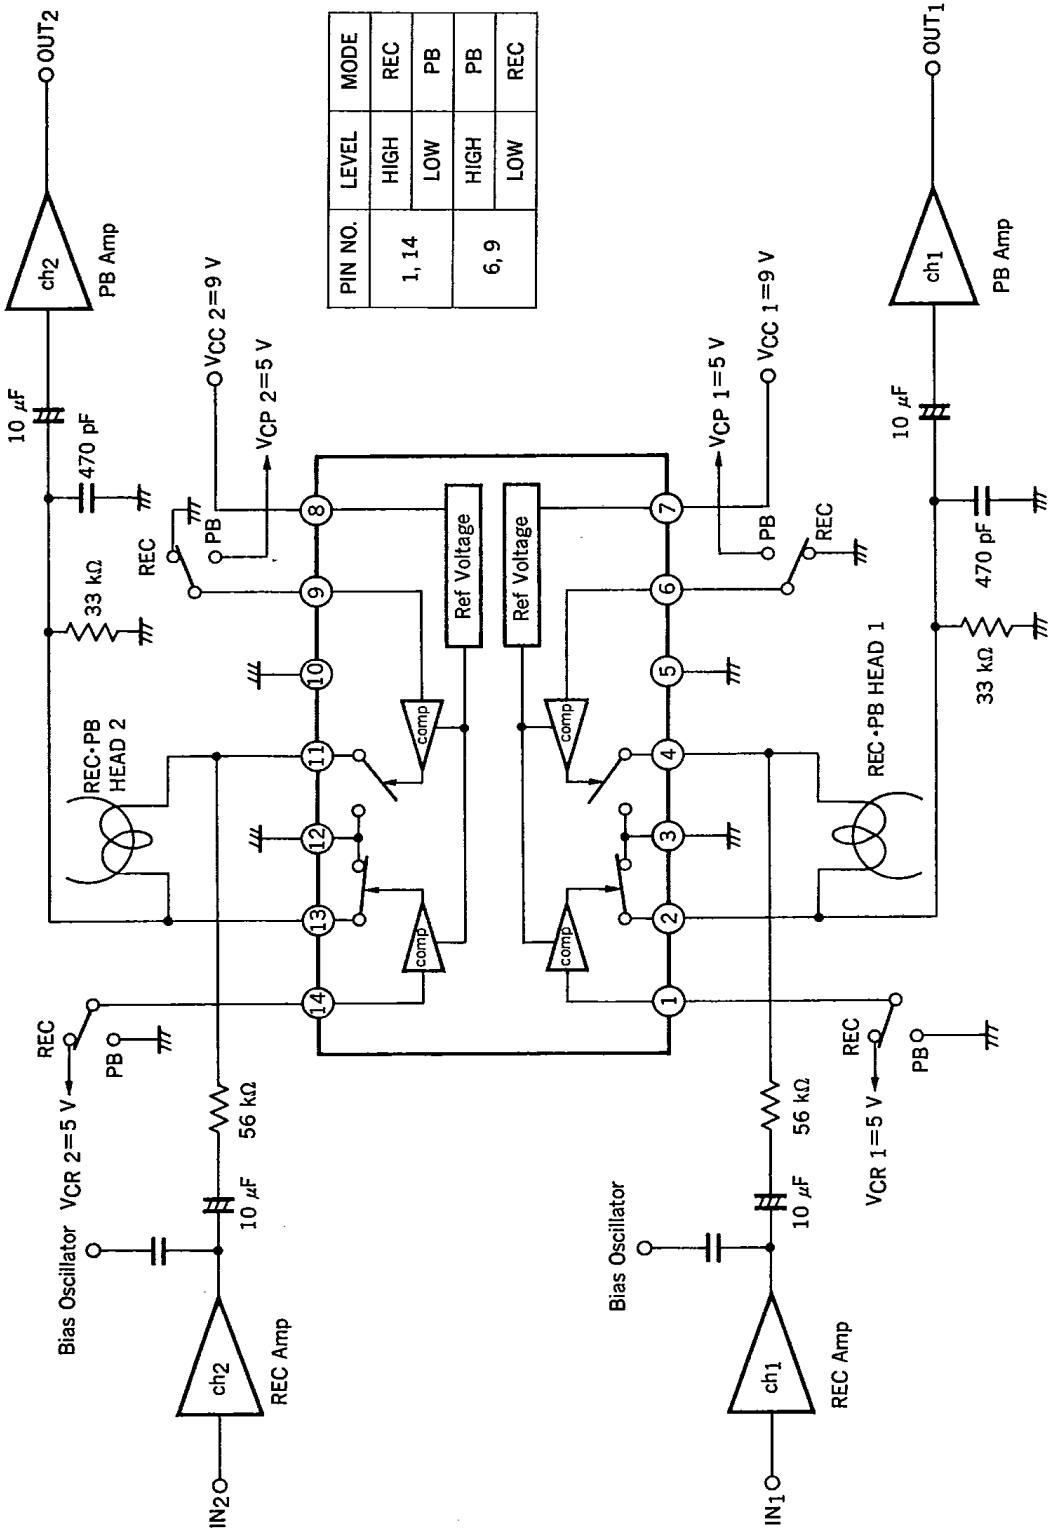 IN2
ch2
REC Amp
Bias Oscillator
10 μF
56 kΩ
VCR 2=5 V
REC
PB
REC·PB
HEAD 2
33 kΩ
470 pF
10 μF
ch2
PB Amp
OUT2
REC
PB
VCP 2=5 V
VCC 2=9 V
14
13
12
11
10
9
8
comp
comp
Ref Voltage
Ref Voltage
comp
comp
1
2
3
4
5
6
7
PIN NO. LEVEL MODE
1, 14 HIGH REC
LOW PB
6, 9 HIGH PB
LOW REC
VCP 1=5 V
VCC 1=9 V
PB
REC
IN1
ch1
REC Amp
Bias Oscillator
10 μF
56 kΩ
VCR 1=5 V
REC
PB
REC·PB HEAD 1
33 kΩ
470 pF
10 μF
ch1
PB Amp
OUT1